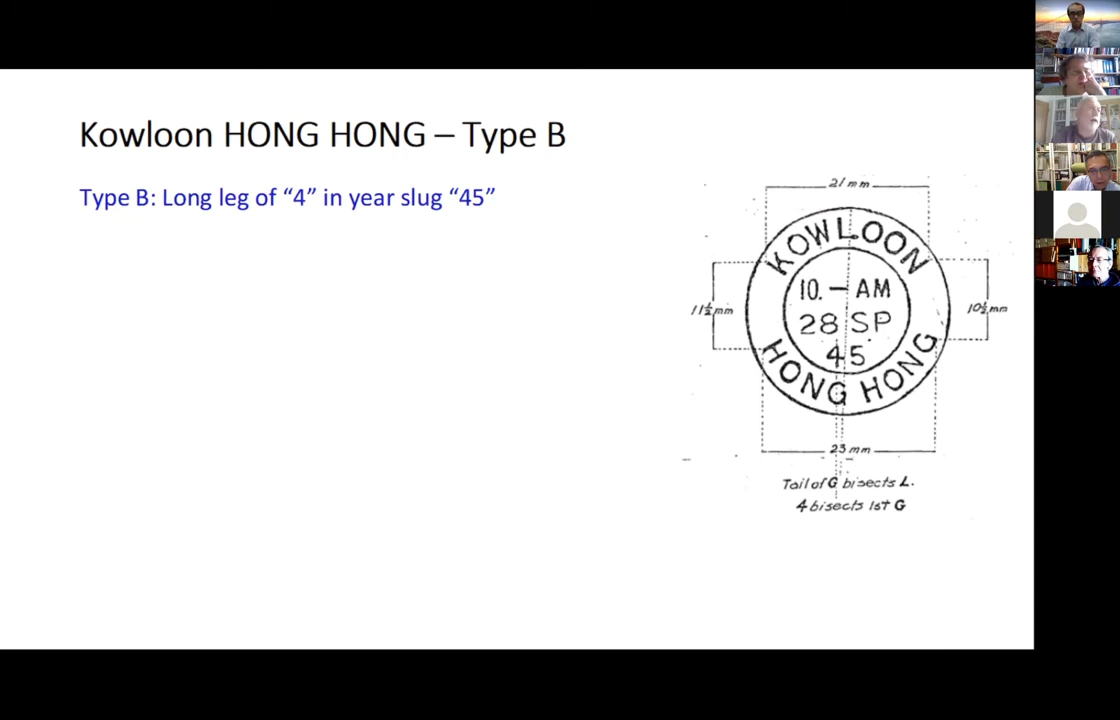 Kowloon HONG HONG – Type B
Type B: Long leg of “4” in year slug “45”
21 mm
KOWLOON
10. – AM
28 SP
45
HONG HONG
11½ mm
10½ mm
23 mm
Tail of G bisects L.
4 bisects 1st G